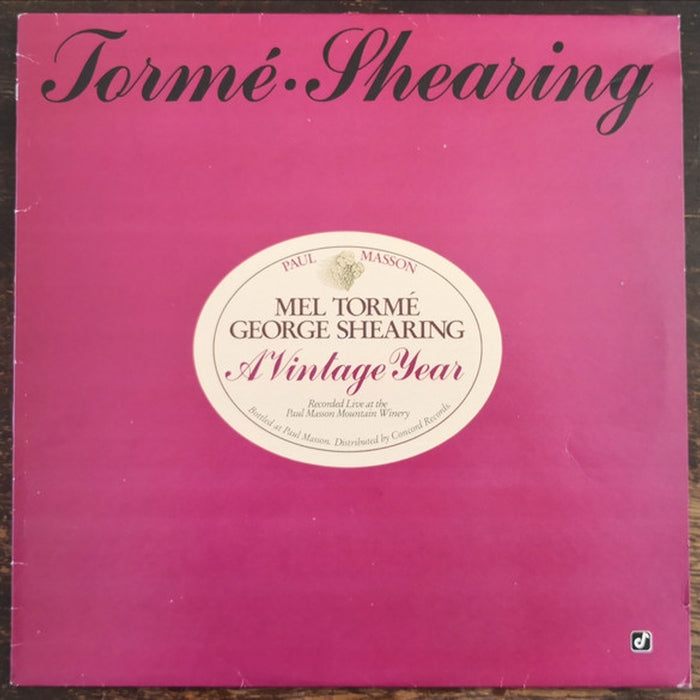 Tormé · Shearing
PAUL MASSON
MEL TORMÉ
GEORGE SHEARING
A Vintage Year
Recorded Live at the
Paul Masson Mountain Winery
Bottled at Paul Masson. Distributed by Concord Records.